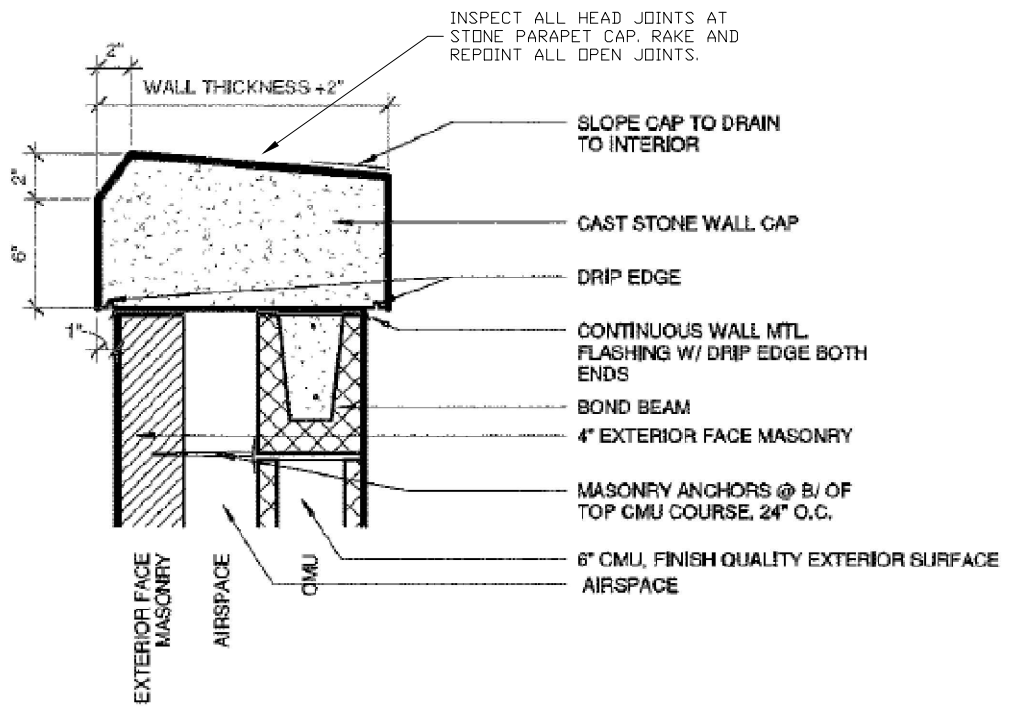 INSPECT ALL HEAD JOINTS AT
STONE PARAPET CAP. RAKE AND
REPOINT ALL OPEN JOINTS.
2"
WALL THICKNESS +2"
SLOPE CAP TO DRAIN
TO INTERIOR
2"
CAST STONE WALL CAP
6"
DRIP EDGE
1"
CONTINUOUS WALL MTL.
FLASHING W/ DRIP EDGE BOTH
ENDS
BOND BEAM
4" EXTERIOR FACE MASONRY
MASONRY ANCHORS @ B/ OF
TOP CMU COURSE, 24" O.C.
6" CMU, FINISH QUALITY EXTERIOR SURFACE
AIRSPACE
EXTERIOR FACE
MASONRY
AIRSPACE
CMU